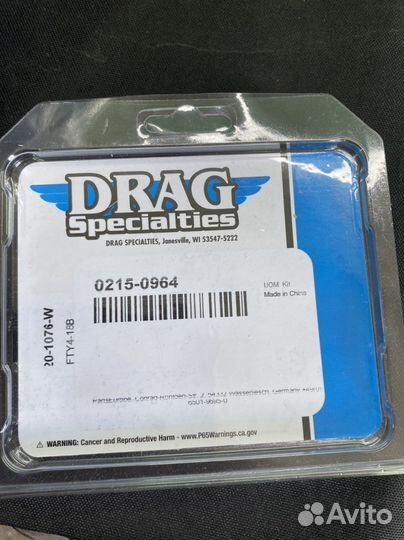 DRAG
Specialties
DRAG SPECIALTIES, Janesville, WI 53547-5222
0215-0964
UOM: Kit
Made in China
20-1076-W
FTY4-18B
⚠ WARNING: Cancer and Reproductive Harm - www.P65Warnings.ca.gov
Avito